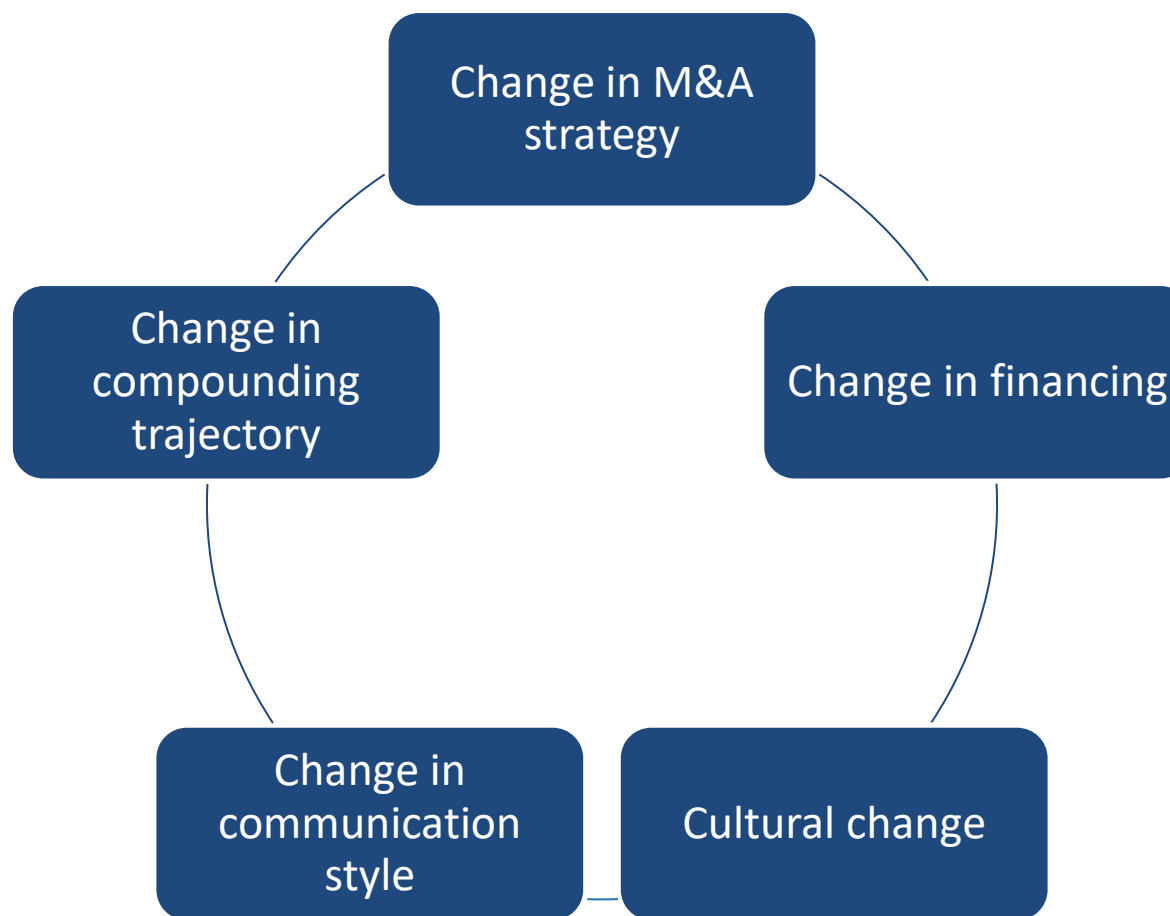 Change in M&A
strategy
Change in
compounding
trajectory
Change in financing
Change in
communication
style
Cultural change